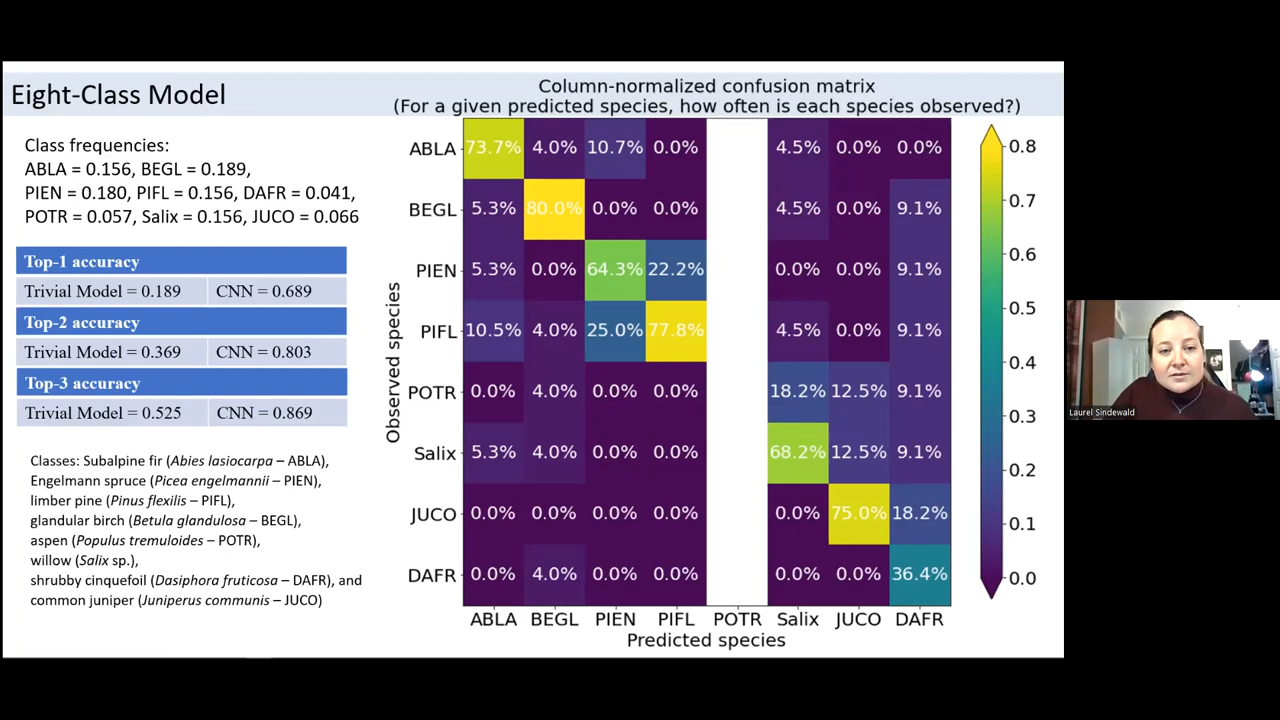 Eight-Class Model
Class frequencies:
ABLA = 0.156, BEGL = 0.189,
PIEN = 0.180, PIFL = 0.156, DAFR = 0.041,
POTR = 0.057, Salix = 0.156, JUCO = 0.066
Top-1 accuracy
Trivial Model = 0.189 CNN = 0.689
Top-2 accuracy
Trivial Model = 0.369 CNN = 0.803
Top-3 accuracy
Trivial Model = 0.525 CNN = 0.869
Classes: Subalpine fir (Abies lasiocarpa – ABLA),
Engelmann spruce (Picea engelmannii – PIEN),
limber pine (Pinus flexilis – PIFL),
glandular birch (Betula glandulosa – BEGL),
aspen (Populus tremuloides – POTR),
willow (Salix sp.),
shrubby cinquefoil (Dasiphora fruticosa – DAFR), and
common juniper (Juniperus communis – JUCO)
Column-normalized confusion matrix
(For a given predicted species, how often is each species observed?)
Observed species
ABLA 73.7% 4.0% 10.7% 0.0% 4.5% 0.0% 0.0%
BEGL 5.3% 80.0% 0.0% 0.0% 4.5% 0.0% 9.1%
PIEN 5.3% 0.0% 64.3% 22.2% 0.0% 0.0% 9.1%
PIFL 10.5% 4.0% 25.0% 77.8% 4.5% 0.0% 9.1%
POTR 0.0% 4.0% 0.0% 0.0% 18.2% 12.5% 9.1%
Salix 5.3% 4.0% 0.0% 0.0% 68.2% 12.5% 9.1%
JUCO 0.0% 0.0% 0.0% 0.0% 0.0% 75.0% 18.2%
DAFR 0.0% 4.0% 0.0% 0.0% 0.0% 0.0% 36.4%
ABLA BEGL PIEN PIFL POTR Salix JUCO DAFR
Predicted species
0.8
0.7
0.6
0.5
0.4
0.3
0.2
0.1
0.0
Laurel Sindewald